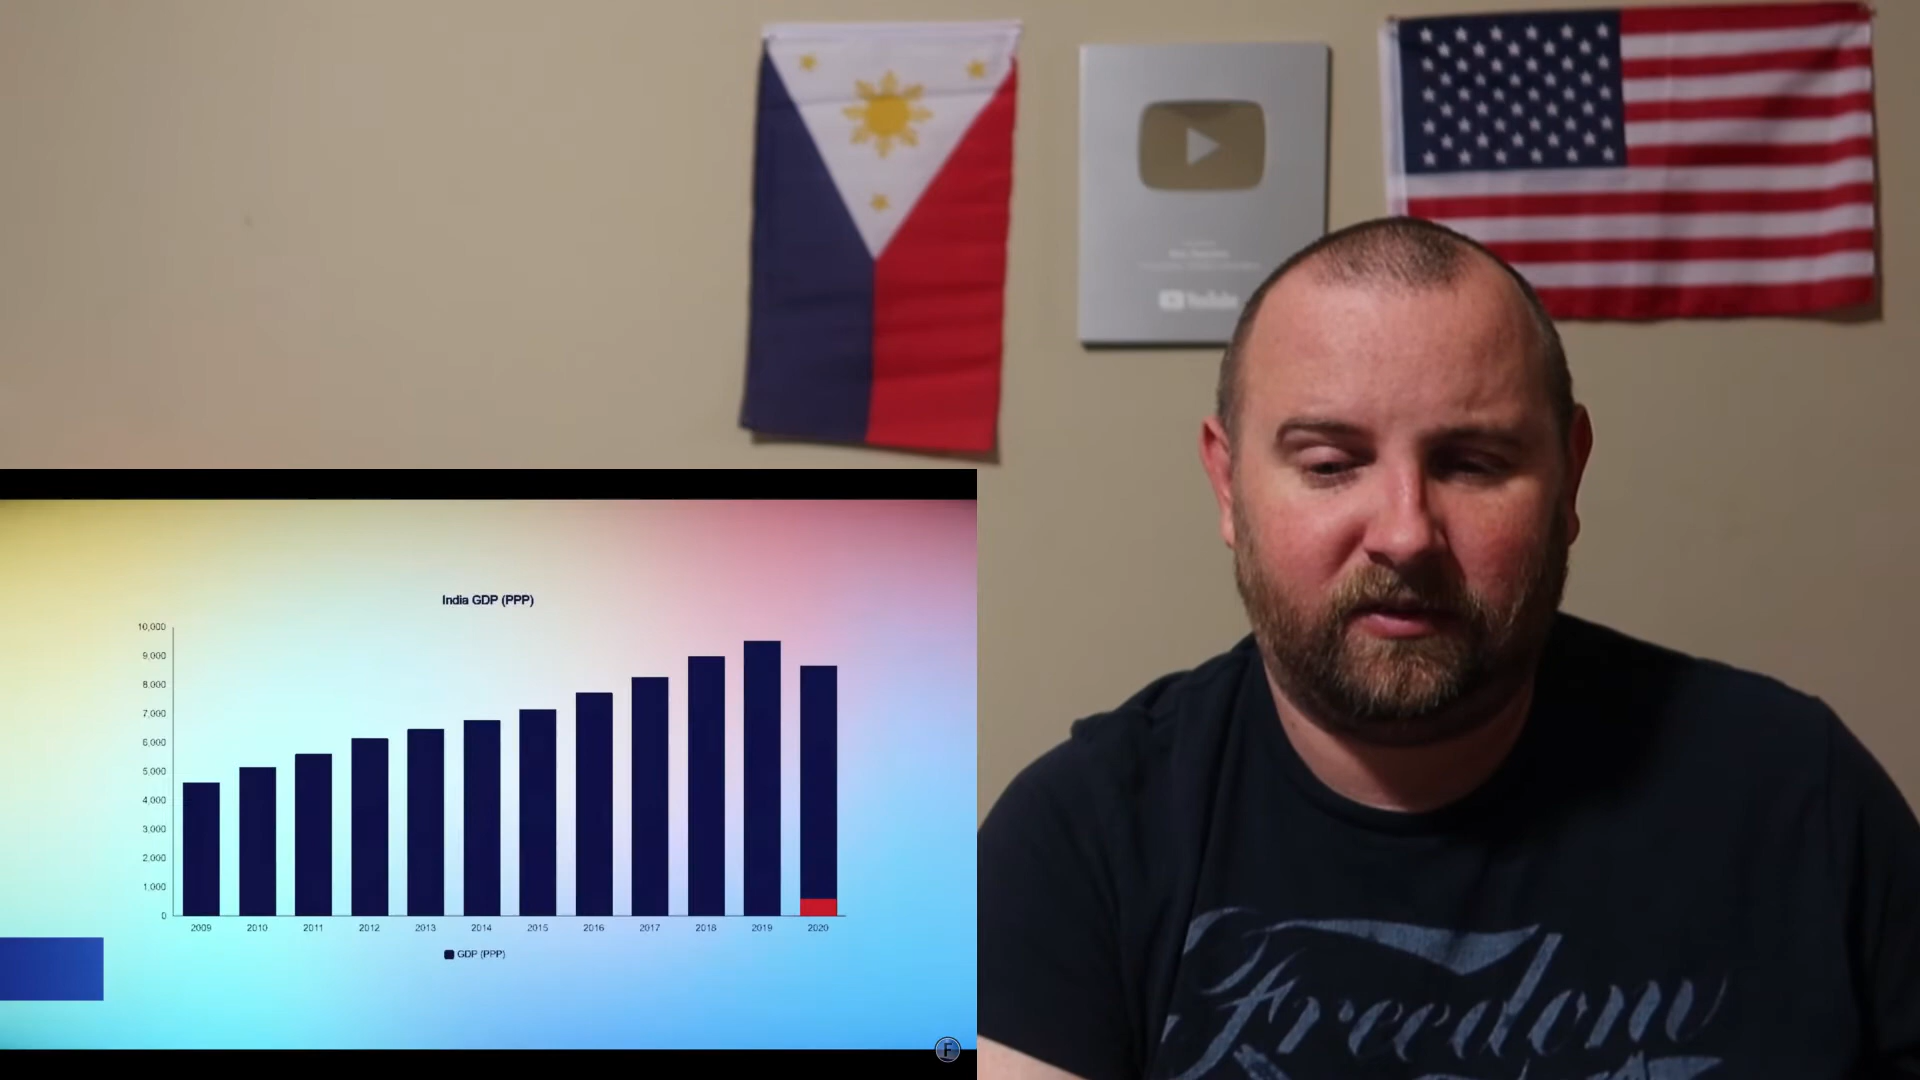 YouTube
India GDP (PPP)
10,000
9,000
8,000
7,000
6,000
5,000
4,000
3,000
2,000
1,000
0
2009 2010 2011 2012 2013 2014 2015 2016 2017 2018 2019 2020
GDP (PPP)
F
Freedom